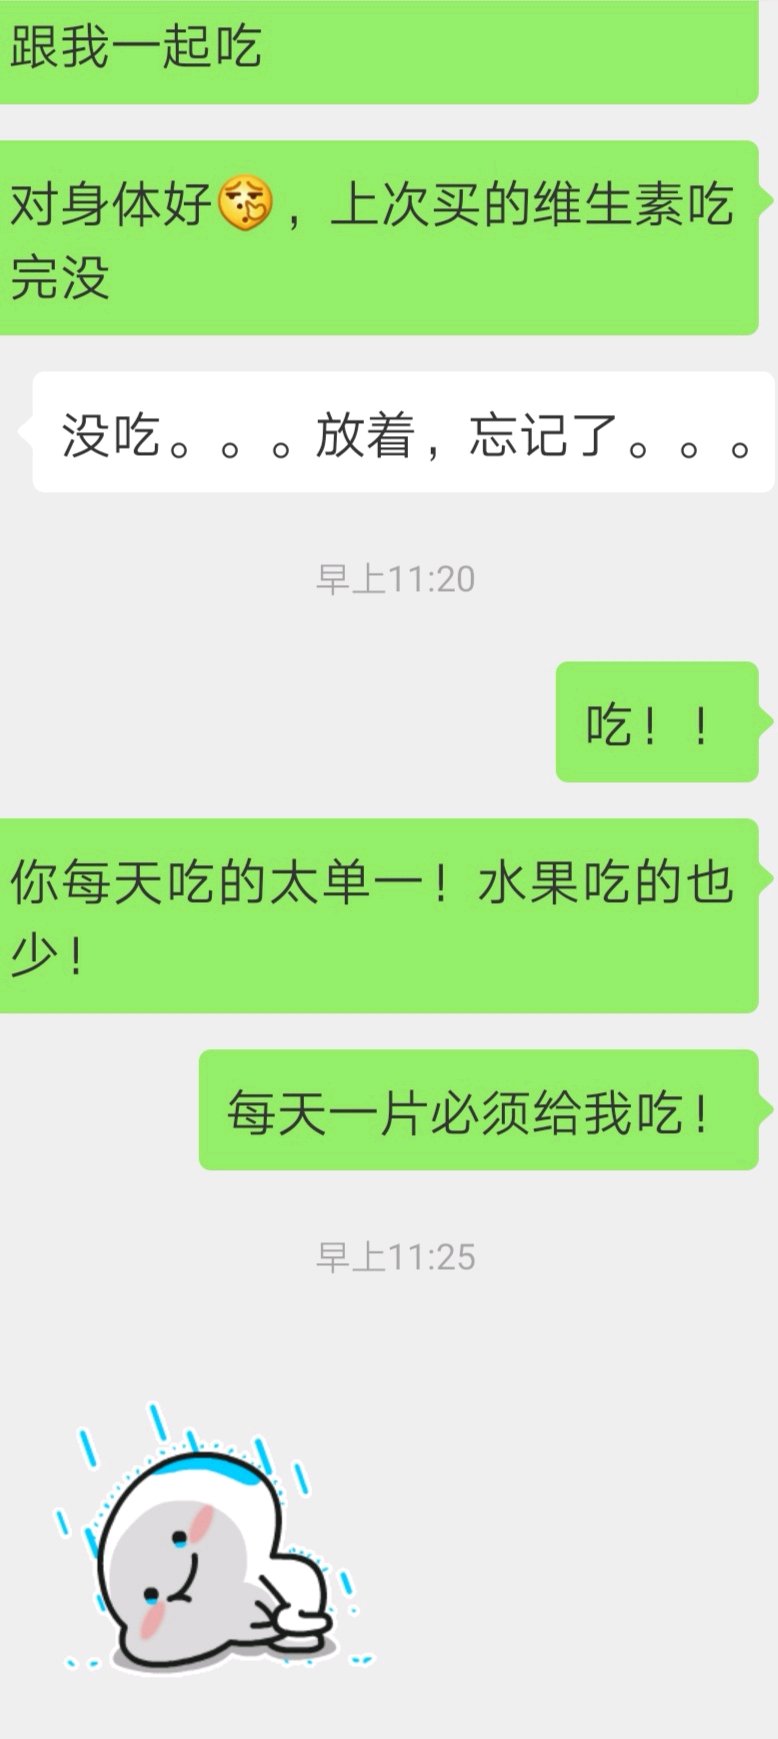 跟我一起吃
对身体好，上次买的维生素吃
完没
没吃。。。放着，忘记了。。。
早上11:20
吃！！
你每天吃的太单一！水果吃的也
少！
每天一片必须给我吃！
早上11:25